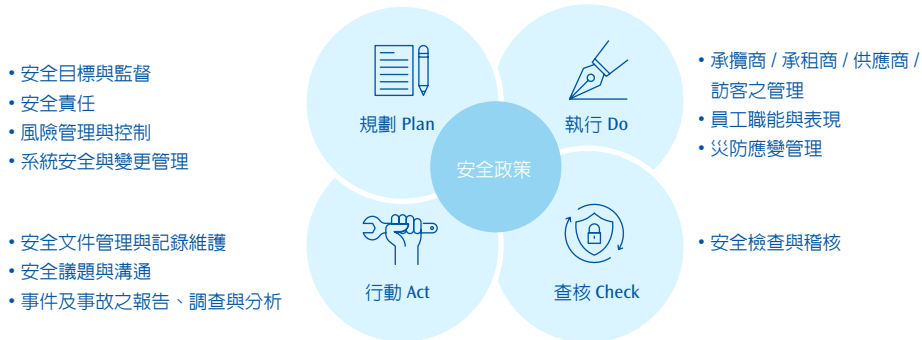 • 安全目標與監督
• 安全責任
• 風險管理與控制
• 系統安全與變更管理
規劃 Plan
執行 Do
• 承攬商 / 承租商 / 供應商 /
訪客之管理
• 員工職能與表現
• 災防應變管理
安全政策
• 安全文件管理與記錄維護
• 安全議題與溝通
• 事件及事故之報告、調查與分析
行動 Act
查核 Check
• 安全檢查與稽核